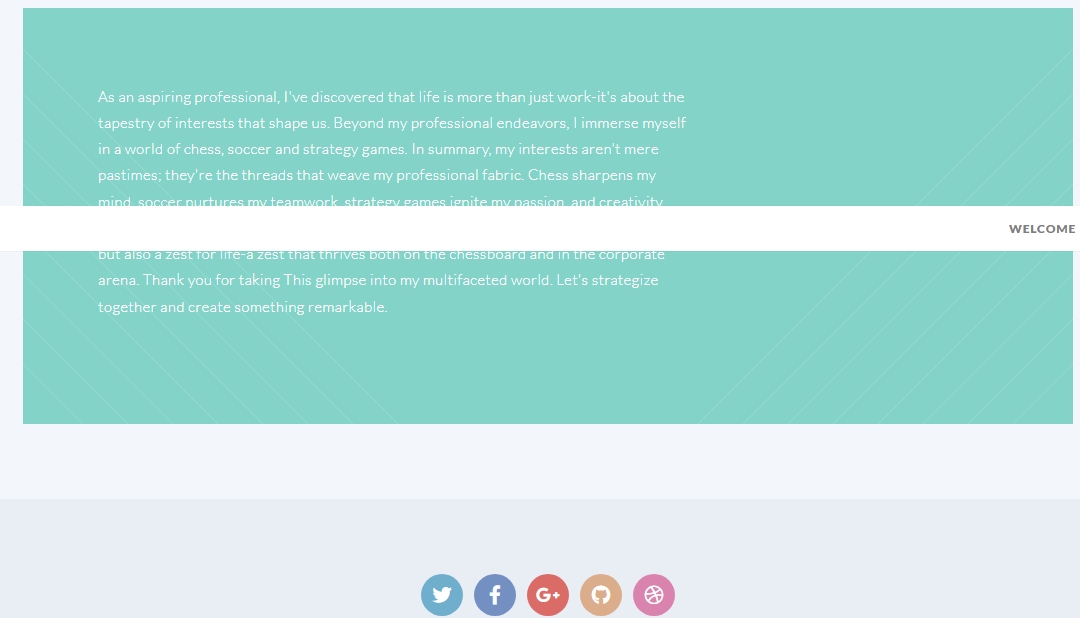 As an aspiring professional, I've discovered that life is more than just work-it's about the
tapestry of interests that shape us. Beyond my professional endeavors, I immerse myself
in a world of chess, soccer and strategy games. In summary, my interests aren't mere
pastimes; they're the threads that weave my professional fabric. Chess sharpens my
mind, soccer nurtures my teamwork, strategy games ignite my passion, and creativity
WELCOME
but also a zest for life-a zest that thrives both on the chessboard and in the corporate
arena. Thank you for taking This glimpse into my multifaceted world. Let's strategize
together and create something remarkable.
G+